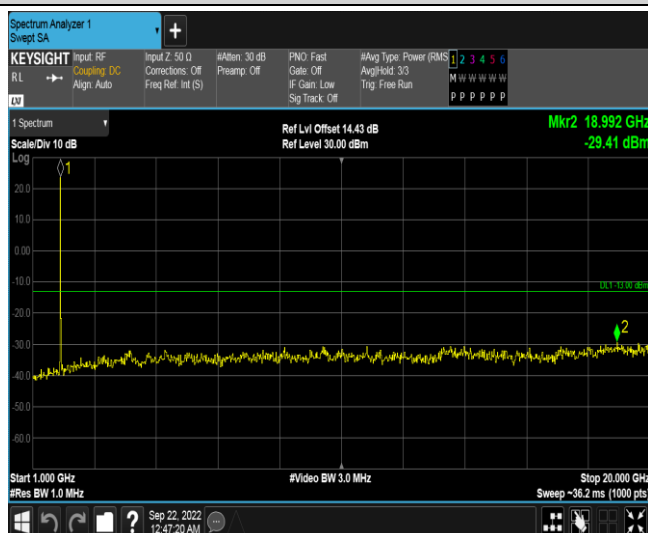 Spectrum Analyzer 1
Swept SA
+
KEYSIGHT
RL
Input: RF
Coupling: DC
Align: Auto
Input Z: 50 Ω
Corrections: Off
Freq Ref: Int (S)
#Atten: 30 dB
Preamp: Off
PNO: Fast
Gate: Off
IF Gain: Low
Sig Track: Off
#Avg Type: Power (RMS
Avg|Hold: 3/3
Trig: Free Run
1 2 3 4 5 6
M W W W W W
P P P P P P
LXI
1 Spectrum
Scale/Div 10 dB
Ref Lvl Offset 14.43 dB
Ref Level 30.00 dBm
Mkr2 18.992 GHz
-29.41 dBm
Log
1
20.0
10.0
0.00
-10.0
DL1 -13.00 dBm
2
-30.0
-40.0
-50.0
-60.0
Start 1.000 GHz
#Video BW 3.0 MHz
Stop 20.000 GHz
#Res BW 1.0 MHz
Sweep ~36.2 ms (1000 pts)
?
Sep 22, 2022
12:47:20 AM